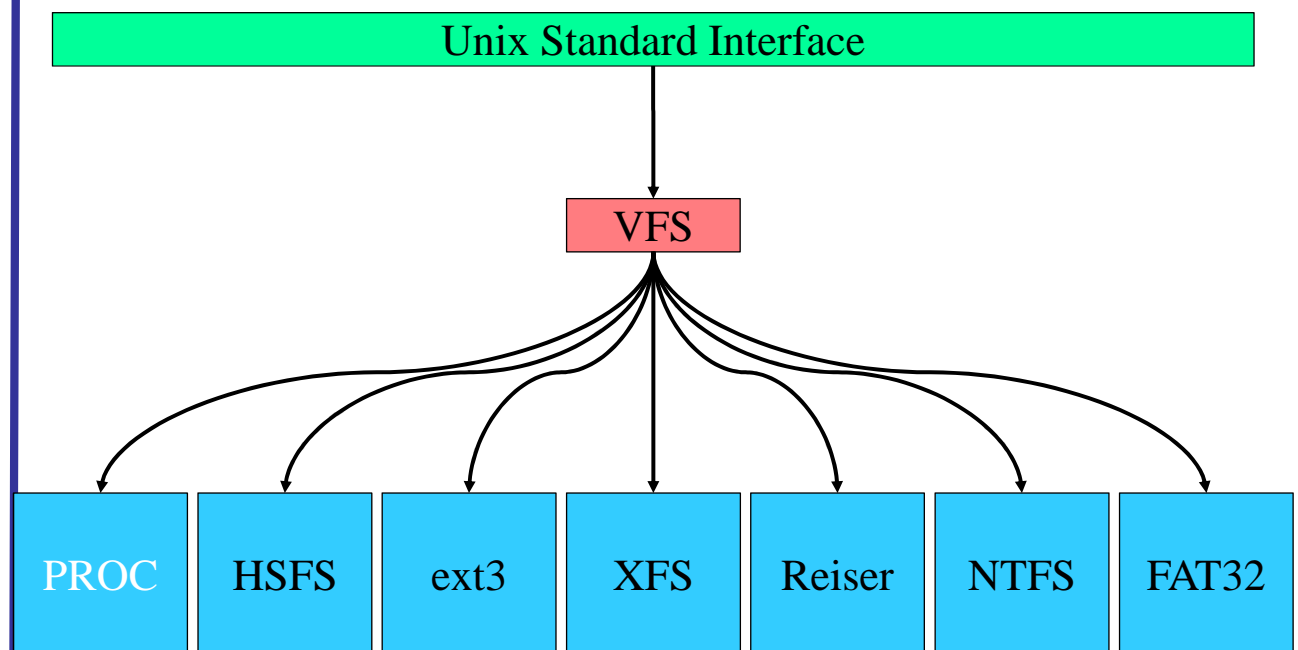 Unix Standard Interface
VFS
PROC
HSFS
ext3
XFS
Reiser
NTFS
FAT32